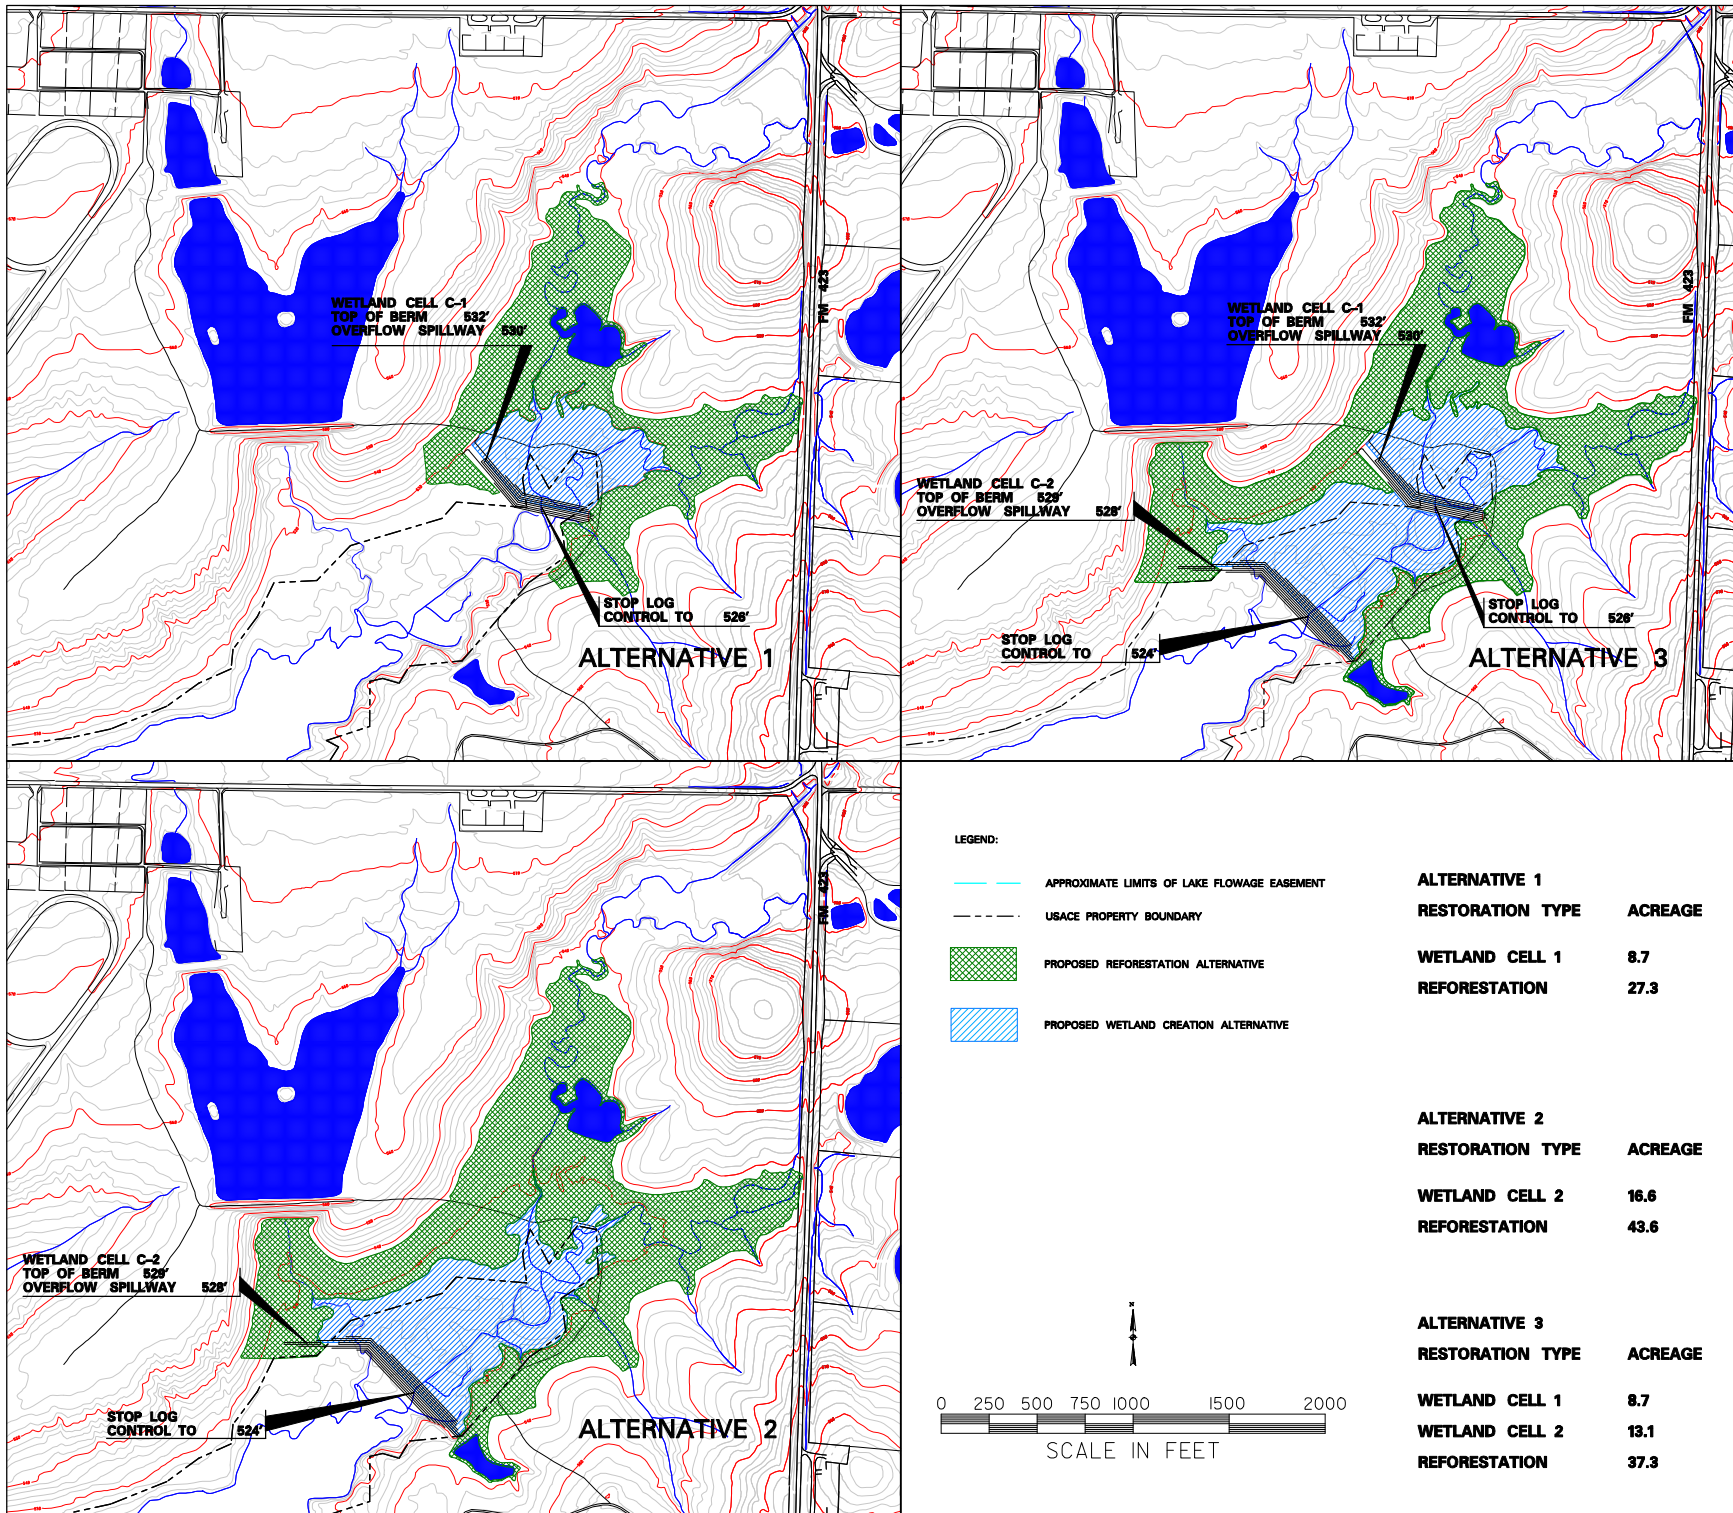 WETLAND CELL C-1
TOP OF BERM 532'
OVERFLOW SPILLWAY 530'
FM 423
STOP LOG
CONTROL TO 526'
ALTERNATIVE 1
WETLAND CELL C-1
TOP OF BERM 532'
OVERFLOW SPILLWAY 530'
FM 423
WETLAND CELL C-2
TOP OF BERM 529'
OVERFLOW SPILLWAY 528'
STOP LOG
CONTROL TO 526'
STOP LOG
CONTROL TO 524'
ALTERNATIVE 3
FM 423
WETLAND CELL C-2
TOP OF BERM 529'
OVERFLOW SPILLWAY 528'
STOP LOG
CONTROL TO 524'
ALTERNATIVE 2
LEGEND:
APPROXIMATE LIMITS OF LAKE FLOWAGE EASEMENT
USACE PROPERTY BOUNDARY
PROPOSED REFORESTATION ALTERNATIVE
PROPOSED WETLAND CREATION ALTERNATIVE
ALTERNATIVE 1
RESTORATION TYPE ACREAGE
WETLAND CELL 1 8.7
REFORESTATION 27.3
ALTERNATIVE 2
RESTORATION TYPE ACREAGE
WETLAND CELL 2 16.6
REFORESTATION 43.6
ALTERNATIVE 3
RESTORATION TYPE ACREAGE
WETLAND CELL 1 8.7
WETLAND CELL 2 13.1
REFORESTATION 37.3
N
0 250 500 750 1000 1500 2000
SCALE IN FEET